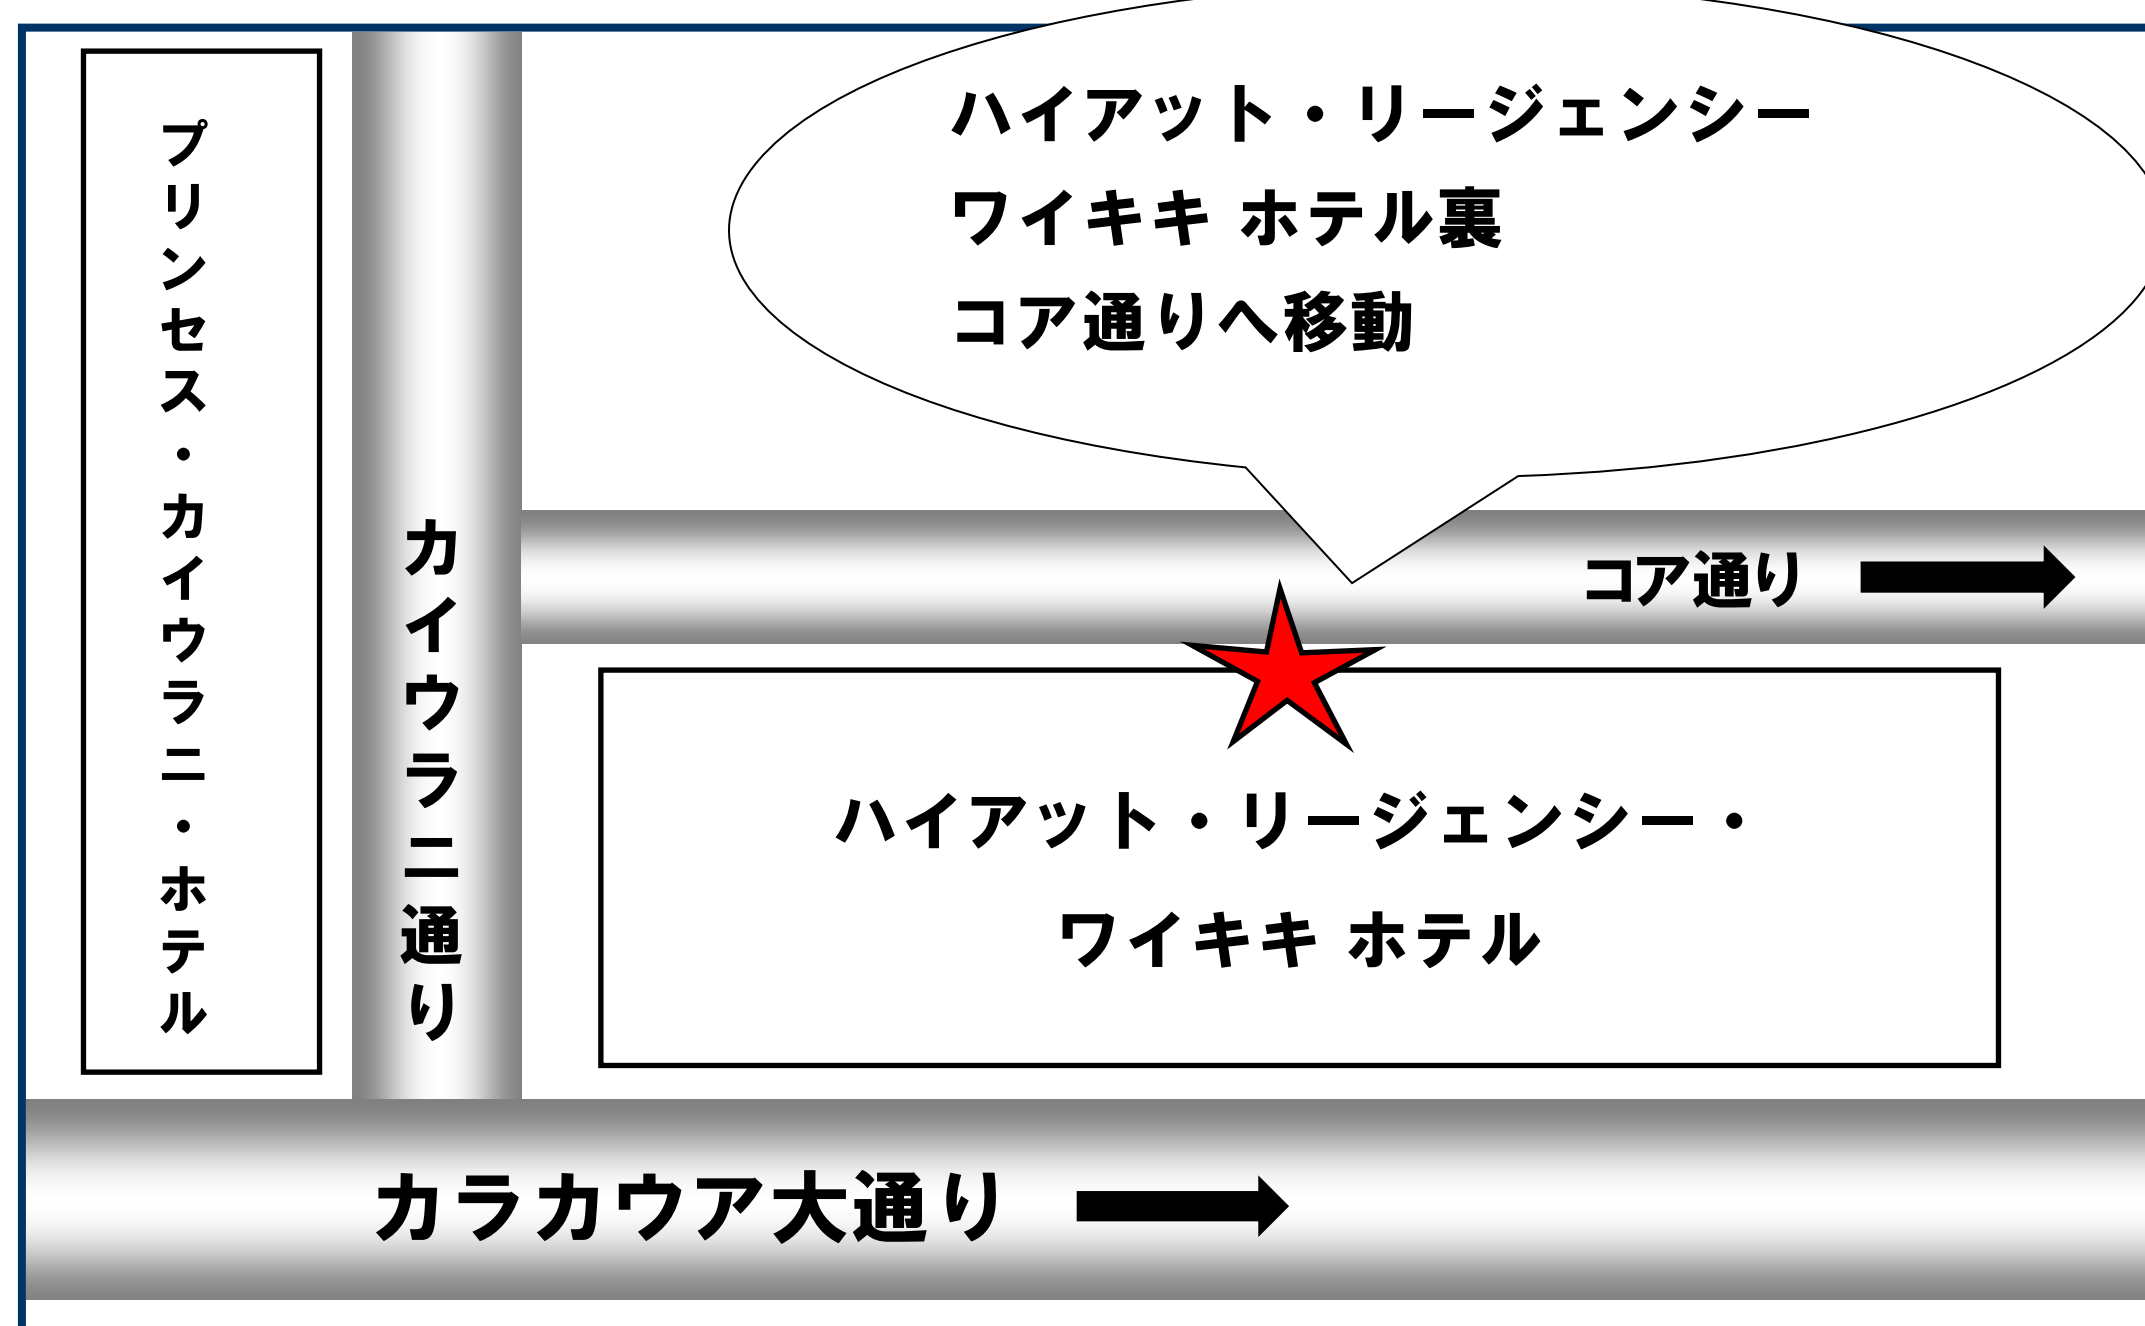 ハイアット・リージェンシー
ワイキキ ホテル裏
コア通りへ移動
プリンセス・カイウラニ・ホテル
カイウラニ通り
コア通り
ハイアット・リージェンシー・
ワイキキ ホテル
カラカウア大通り